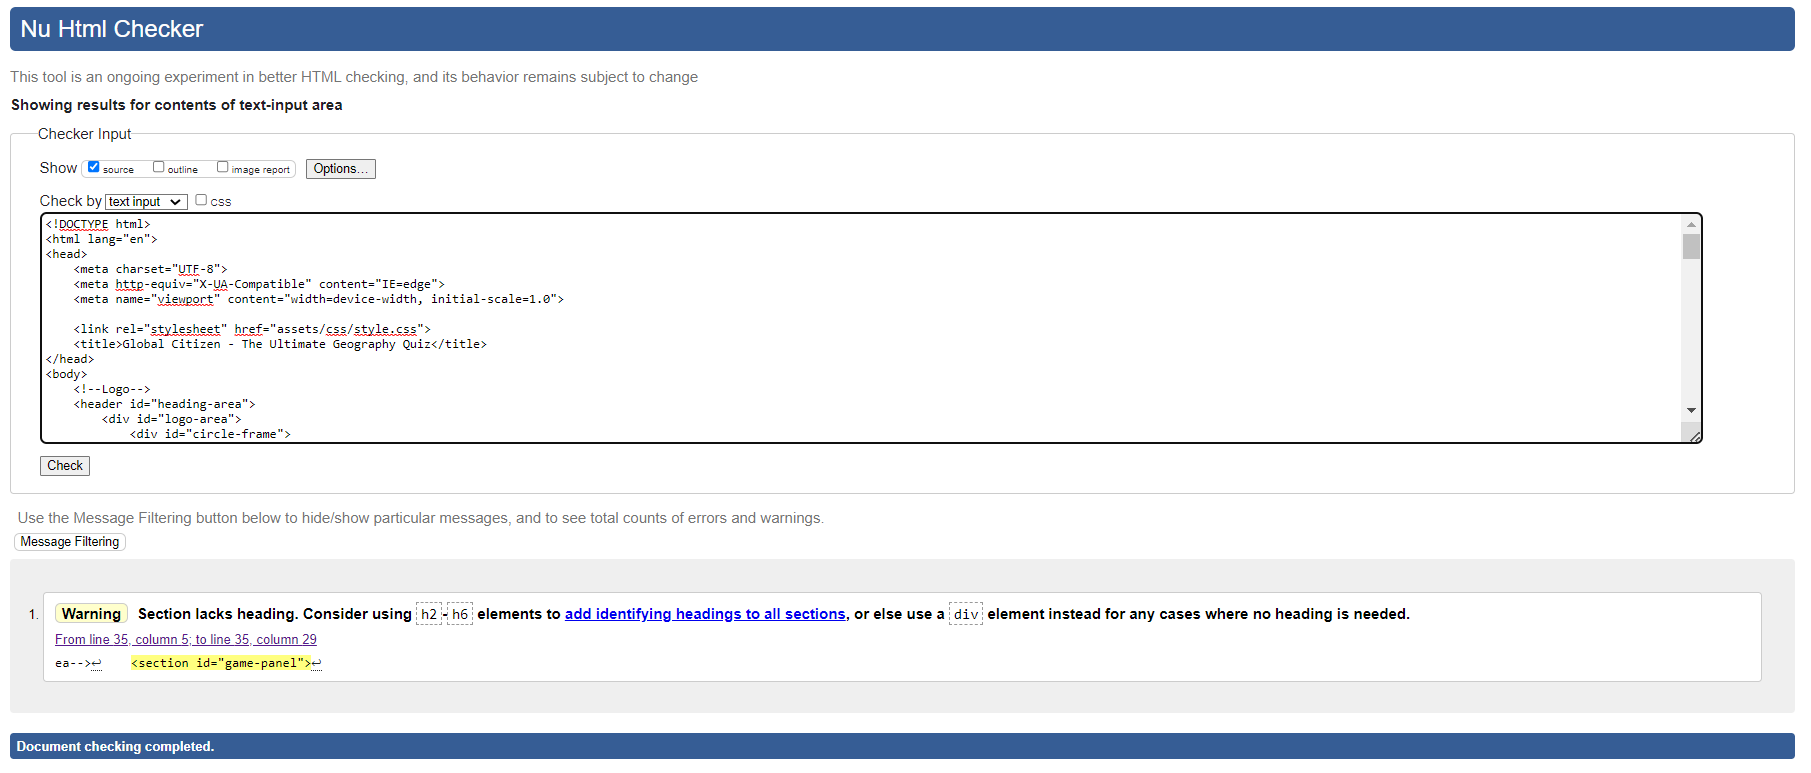 Nu Html Checker
This tool is an ongoing experiment in better HTML checking, and its behavior remains subject to change
Showing results for contents of text-input area
Checker Input
Show source outline image report Options...
Check by text input css
<!DOCTYPE html>
<html lang="en">
<head>
    <meta charset="UTF-8">
    <meta http-equiv="X-UA-Compatible" content="IE=edge">
    <meta name="viewport" content="width=device-width, initial-scale=1.0">

    <link rel="stylesheet" href="assets/css/style.css">
    <title>Global Citizen - The Ultimate Geography Quiz</title>
</head>
<body>
    <!--Logo-->
    <header id="heading-area">
        <div id="logo-area">
            <div id="circle-frame">
Check
Use the Message Filtering button below to hide/show particular messages, and to see total counts of errors and warnings.
Message Filtering
1. Warning Section lacks heading. Consider using h2-h6 elements to add identifying headings to all sections, or else use a div element instead for any cases where no heading is needed.
From line 35, column 5; to line 35, column 29
ea-->↩    <section id="game-panel">↩
Document checking completed.